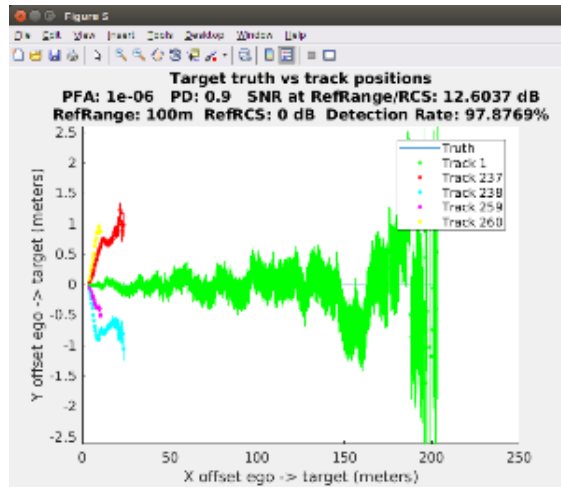 Figure 5
File Edit View Insert Tools Desktop Window Help
Target truth vs track positions
PFA: 1e-06 PD: 0.9 SNR at RefRange/RCS: 12.6037 dB
RefRange: 100m RefRCS: 0 dB Detection Rate: 97.8769%
2.5
2
1.5
1
0.5
0
-0.5
-1
-1.5
-2
-2.5
Y offset ego -> target (meters)
Truth
Track 1
Track 237
Track 238
Track 259
Track 260
0 50 100 150 200 250
X offset ego -> target (meters)